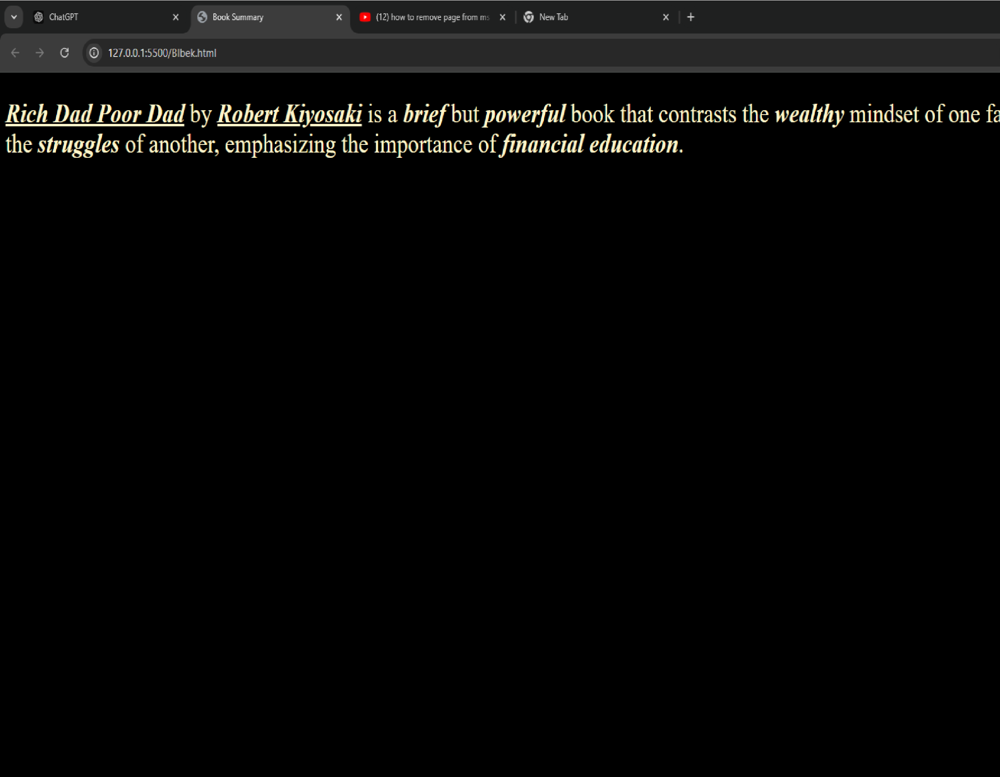 ChatGPT
Book Summary
(12) how to remove page from ms
New Tab
127.0.0.1:5500/BIbek.html
Rich Dad Poor Dad by Robert Kiyosaki is a brief but powerful book that contrasts the wealthy mindset of one fa
the struggles of another, emphasizing the importance of financial education.